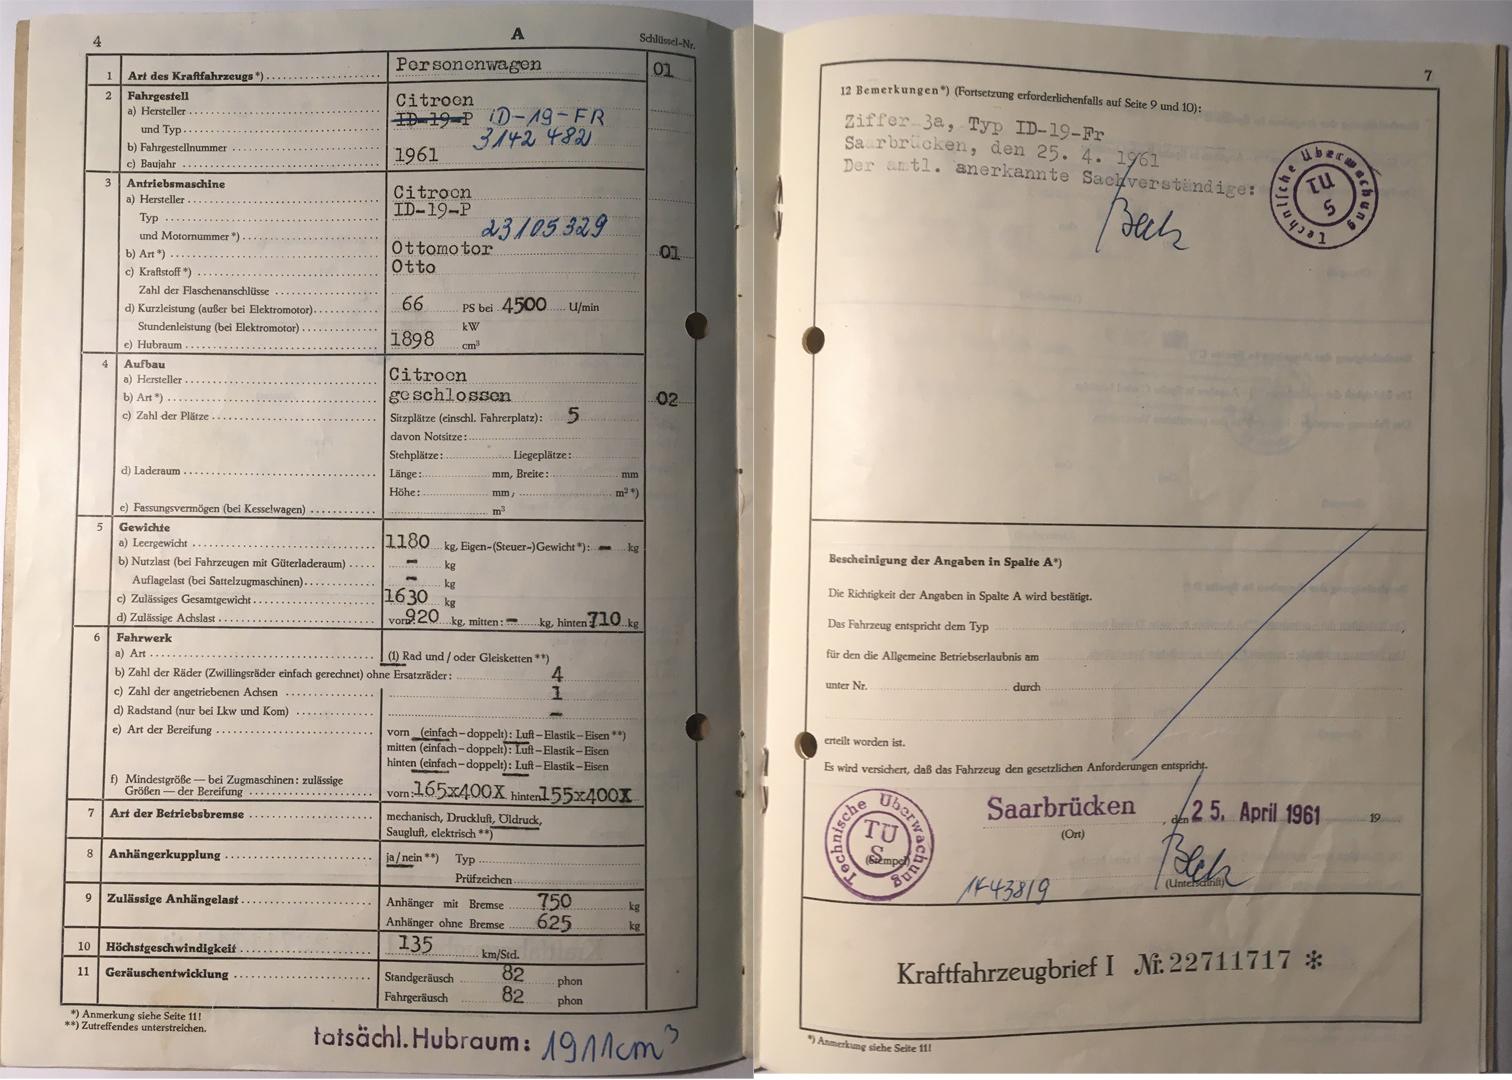 4
A
Schlüssel-Nr.
1 Art des Kraftfahrzeugs*) Personenwagen 01
2 Fahrgestell
a) Hersteller Citroen
und Typ ID-19-P ID-19-FR
b) Fahrgestellnummer 3142 482
c) Baujahr 1961
3 Antriebsmaschine
a) Hersteller Citroen
Typ ID-19-P
und Motornummer*) 23105329
b) Art*) Ottomotor 01
c) Kraftstoff*) Otto
Zahl der Flaschenanschlüsse
d) Kurzleistung (außer bei Elektromotor) 66 PS bei 4500 U/min
Stundenleistung (bei Elektromotor) kW
e) Hubraum 1898 cm³
4 Aufbau
a) Hersteller Citroen
b) Art*) geschlossen 02
c) Zahl der Plätze Sitzplätze (einschl. Fahrerplatz): 5
davon Notsitze:
Stehplätze: Liegeplätze:
d) Laderaum Länge: mm, Breite: mm
Höhe: mm, m² *)
e) Fassungsvermögen (bei Kesselwagen) m³
5 Gewichte
a) Leergewicht 1180 kg, Eigen-(Steuer-)Gewicht*): - kg
b) Nutzlast (bei Fahrzeugen mit Güterladeraum) - kg
Auflagelast (bei Sattelzugmaschinen) - kg
c) Zulässiges Gesamtgewicht 1630 kg
d) Zulässige Achslast vorn 920 kg, mitten: - kg, hinten 710 kg
6 Fahrwerk
a) Art (1) Rad und / oder Gleisketten **)
b) Zahl der Räder (Zwillingsräder einfach gerechnet) ohne Ersatzräder: 4
c) Zahl der angetriebenen Achsen 1
d) Radstand (nur bei Lkw und Kom) -
e) Art der Bereifung vorn (einfach-doppelt): Luft-Elastik-Eisen **)
mitten (einfach-doppelt): Luft-Elastik-Eisen
hinten (einfach-doppelt): Luft-Elastik-Eisen
f) Mindestgröße — bei Zugmaschinen: zulässige
Größen — der Bereifung vorn: 165x400X hinten 155x400X
7 Art der Betriebsbremse mechanisch, Druckluft, Öldruck,
Saugluft, elektrisch **)
8 Anhängerkupplung ja/nein **) Typ
Prüfzeichen
9 Zulässige Anhängelast Anhänger mit Bremse 750 kg
Anhänger ohne Bremse 625 kg
10 Höchstgeschwindigkeit 135 km/Std.
11 Geräuschentwicklung Standgeräusch 82 phon
Fahrgeräusch 82 phon
*) Anmerkung siehe Seite 11!
**) Zutreffendes unterstreichen.
tatsächl. Hubraum: 1911cm³
7
12 Bemerkungen*) (Fortsetzung erforderlichenfalls auf Seite 9 und 10):
Ziffer 3a, Typ ID-19-Fr
Saarbrücken, den 25. 4. 1961
Der amtl. anerkannte Sachverständige:
Beck
Technische Überwachung
TU
S
Bescheinigung der Angaben in Spalte A*)
Die Richtigkeit der Angaben in Spalte A wird bestätigt.
Das Fahrzeug entspricht dem Typ
für den die Allgemeine Betriebserlaubnis am
unter Nr. durch
erteilt worden ist.
Es wird versichert, daß das Fahrzeug den gesetzlichen Anforderungen entspricht.
Technische Überwachung
TU
S
(Stempel)
Saarbrücken, den 25. April 1961 19
(Ort)
Beck
(Unterschrift)
Kraftfahrzeugbrief I Nr. 22711717 *
*) Anmerkung siehe Seite 11!